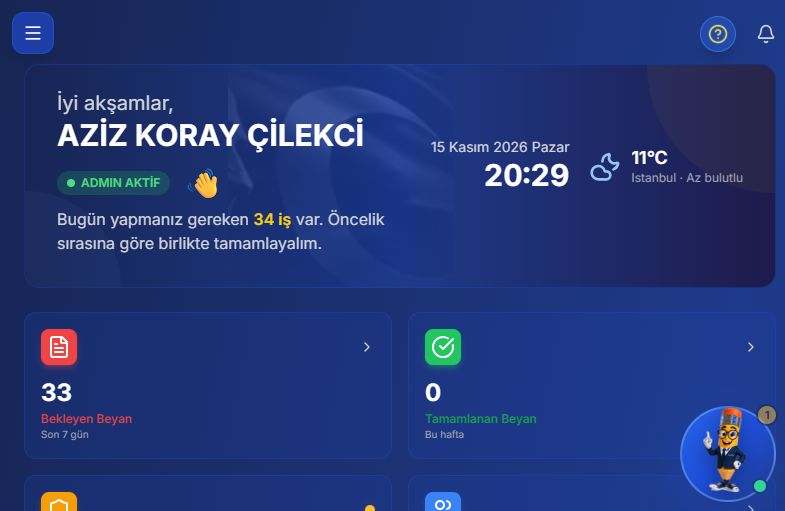 İyi akşamlar,
AZİZ KORAY ÇİLEKCİ
ADMIN AKTİF
Bugün yapmanız gereken 34 iş var. Öncelik
sırasına göre birlikte tamamlayalım.
15 Kasım 2026 Pazar
20:29
11°C
Istanbul · Az bulutlu
33
Bekleyen Beyan
Son 7 gün
0
Tamamlanan Beyan
Bu hafta
1